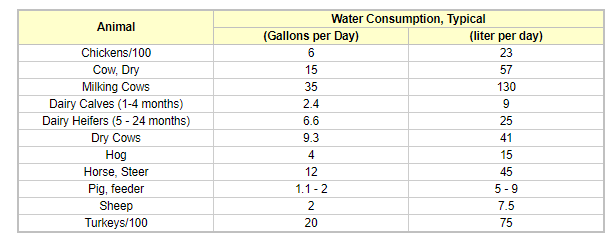 Animal Water Consumption, Typical
(Gallons per Day) (liter per day)
Chickens/100 6 23
Cow, Dry 15 57
Milking Cows 35 130
Dairy Calves (1-4 months) 2.4 9
Dairy Heifers (5 - 24 months) 6.6 25
Dry Cows 9.3 41
Hog 4 15
Horse, Steer 12 45
Pig, feeder 1.1 - 2 5 - 9
Sheep 2 7.5
Turkeys/100 20 75